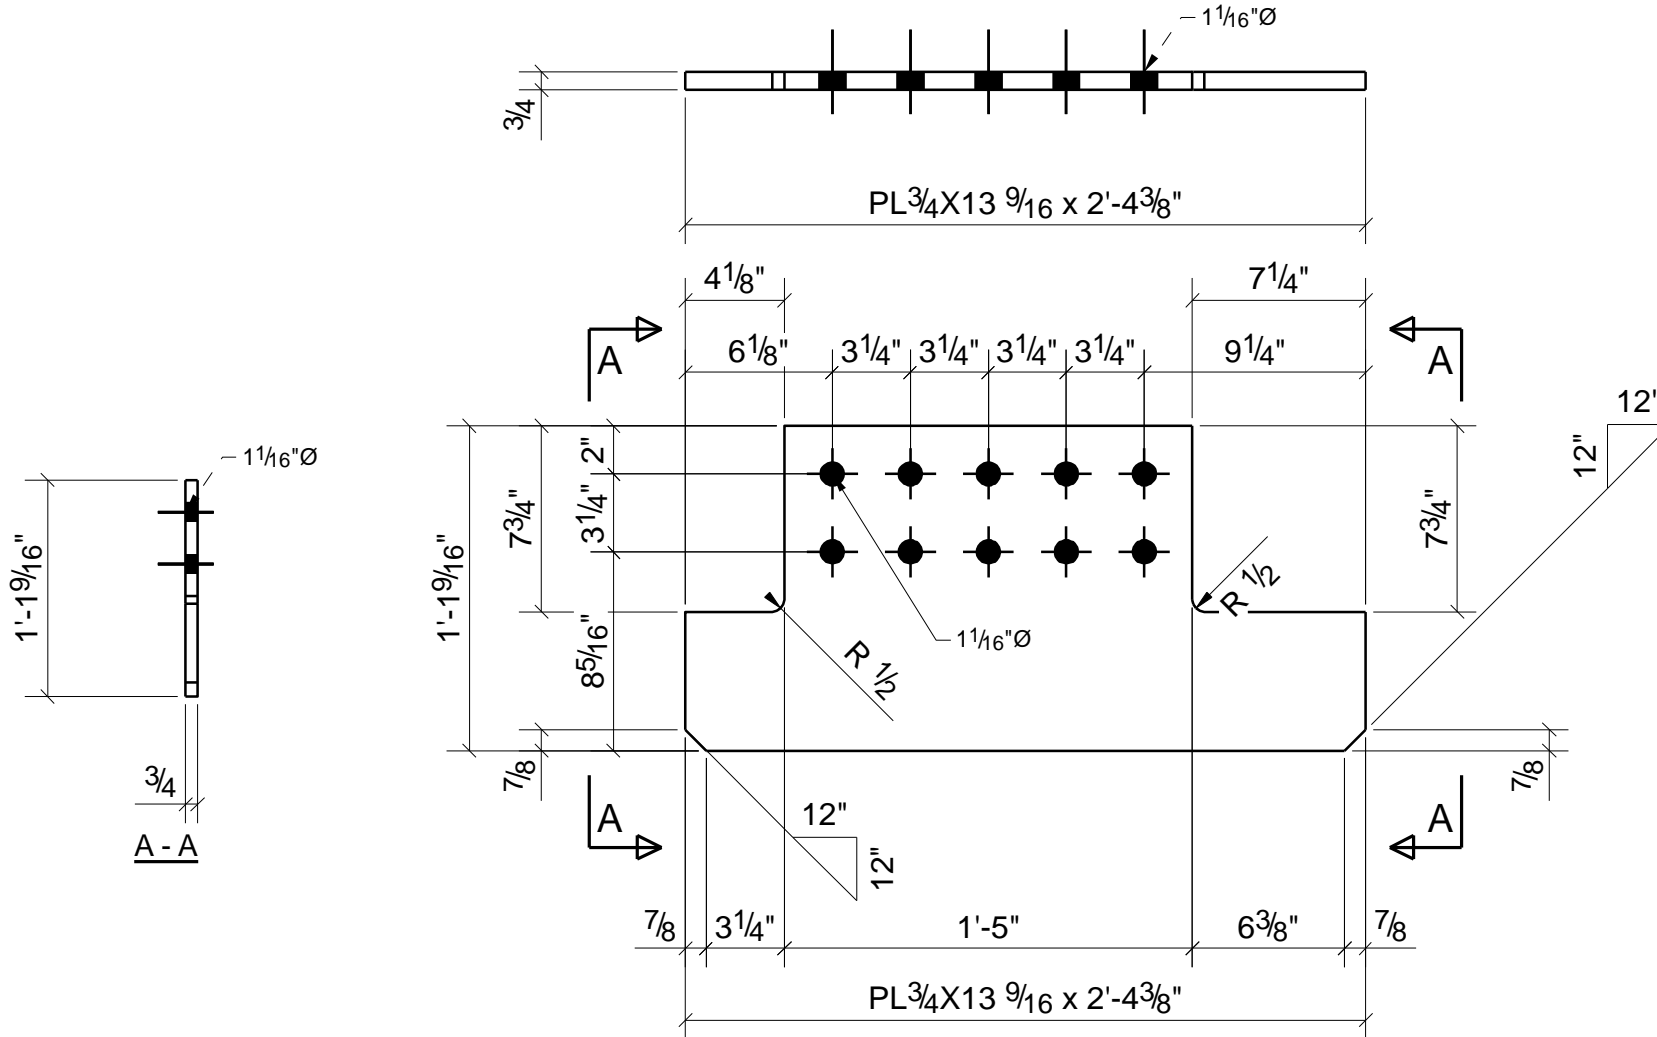 1 1/16"Ø
3/4
PL3/4X13 9/16 x 2'-4 3/8"
4 1/8"
7 1/4"
A
6 1/8"
3 1/4"
3 1/4"
3 1/4"
3 1/4"
9 1/4"
A
12"
12"
1 1/16"Ø
1'-1 9/16"
3/4
A - A
1'-1 9/16"
7 3/4"
2"
3 1/4"
8 5/16"
7 3/4"
R 1/2
1 1/16"Ø
R 1/2
7/8
7/8
A
A
12"
12"
7/8
3 1/4"
1'-5"
6 3/8"
7/8
PL3/4X13 9/16 x 2'-4 3/8"